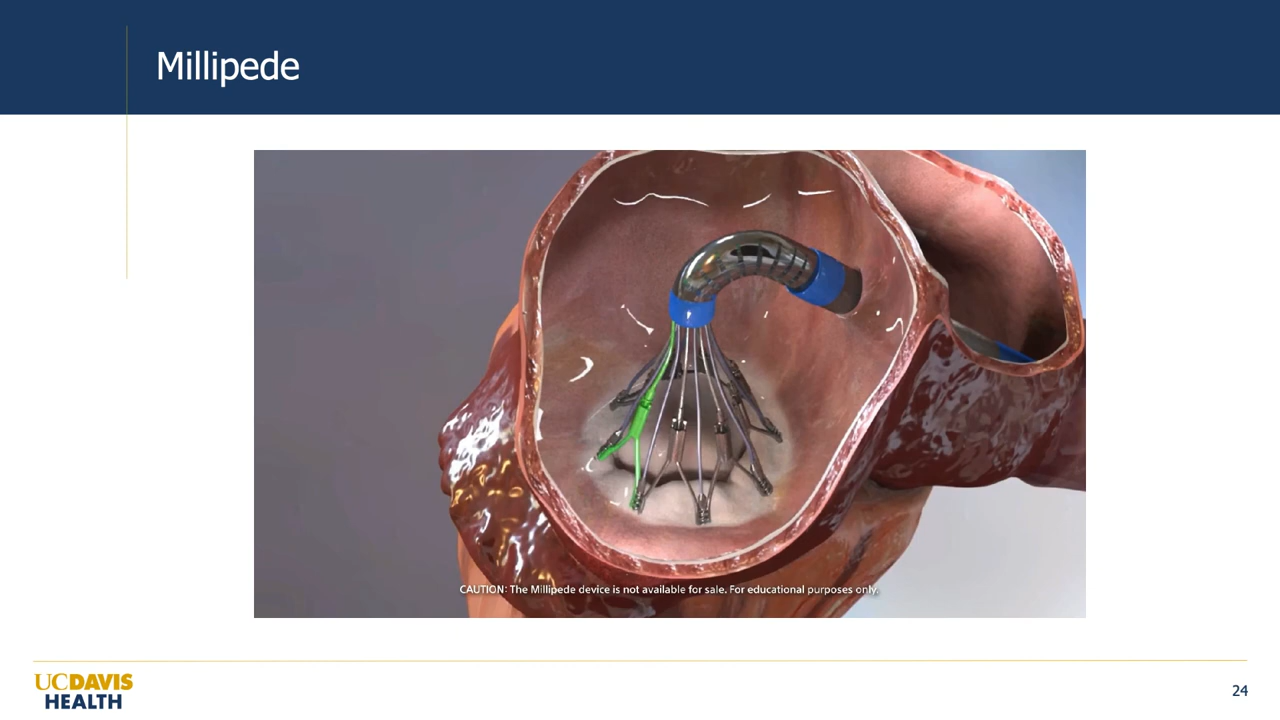 Millipede
CAUTION: The Millipede device is not available for sale. For educational purposes only.
UCDAVIS
HEALTH
24